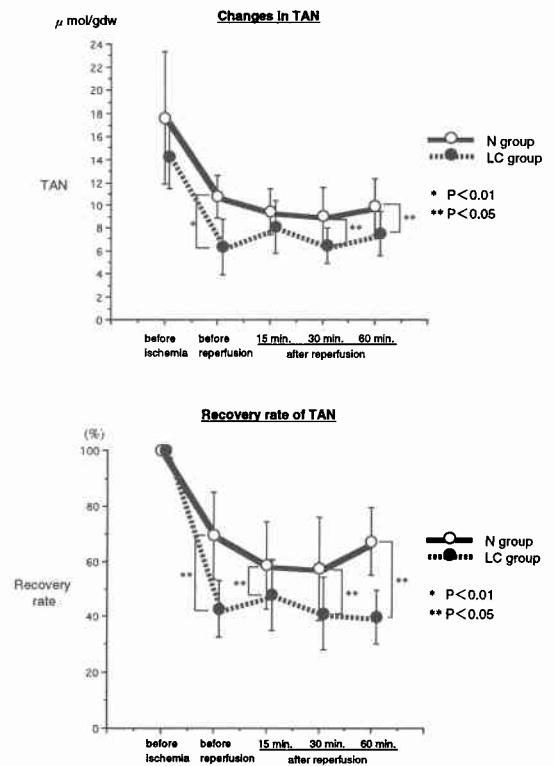 Changes in TAN
μ mol/gdw
24
22
20
18
16
14
12
10
8
6
4
2
0
TAN
*
**
**
N group
LC group
* P<0.01
** P<0.05
before ischemia
before reperfusion
15 min.
30 min.
60 min.
after reperfusion
Recovery rate of TAN
(%)
100
80
60
40
20
0
Recovery
rate
**
**
**
**
N group
LC group
* P<0.01
** P<0.05
before ischemia
before reperfusion
15 min.
30 min.
60 min.
after reperfusion